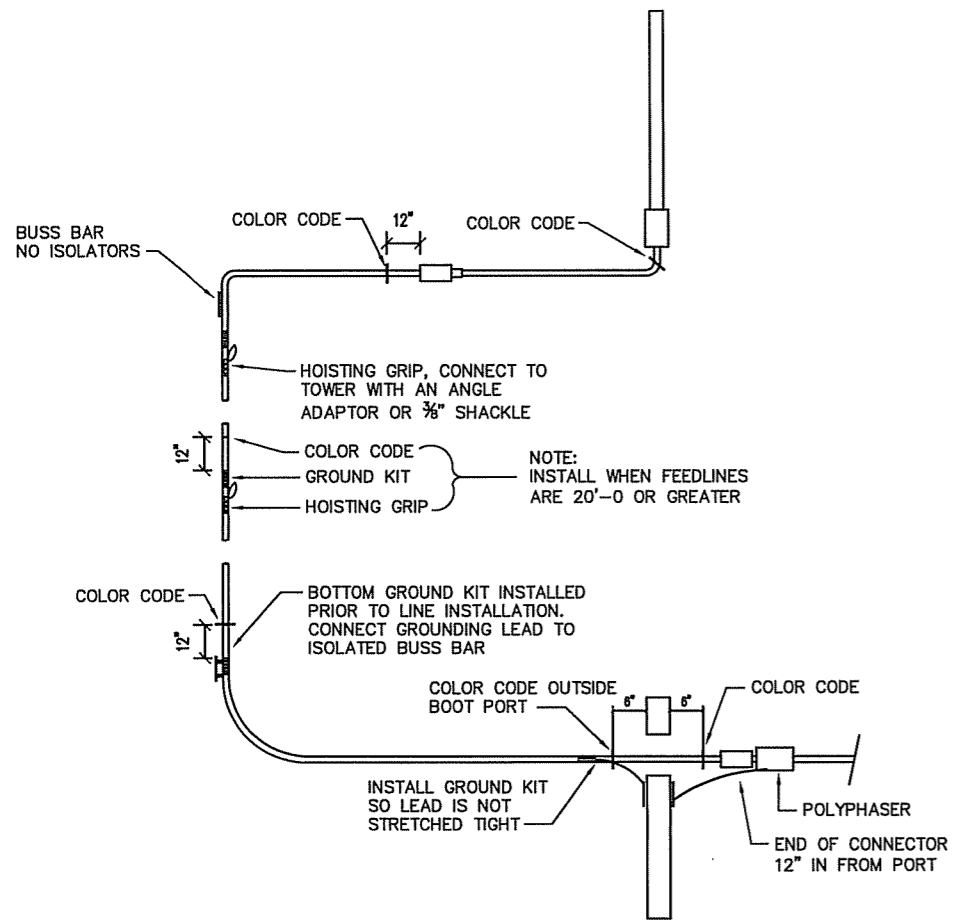 COLOR CODE
12"
COLOR CODE
BUSS BAR
NO ISOLATORS
HOISTING GRIP, CONNECT TO
TOWER WITH AN ANGLE
ADAPTOR OR ⅜" SHACKLE
12"
COLOR CODE
GROUND KIT
HOISTING GRIP
NOTE:
INSTALL WHEN FEEDLINES
ARE 20'-0 OR GREATER
COLOR CODE
12"
BOTTOM GROUND KIT INSTALLED
PRIOR TO LINE INSTALLATION.
CONNECT GROUNDING LEAD TO
ISOLATED BUSS BAR
COLOR CODE OUTSIDE
BOOT PORT
6"
6"
COLOR CODE
INSTALL GROUND KIT
SO LEAD IS NOT
STRETCHED TIGHT
POLYPHASER
END OF CONNECTOR
12" IN FROM PORT